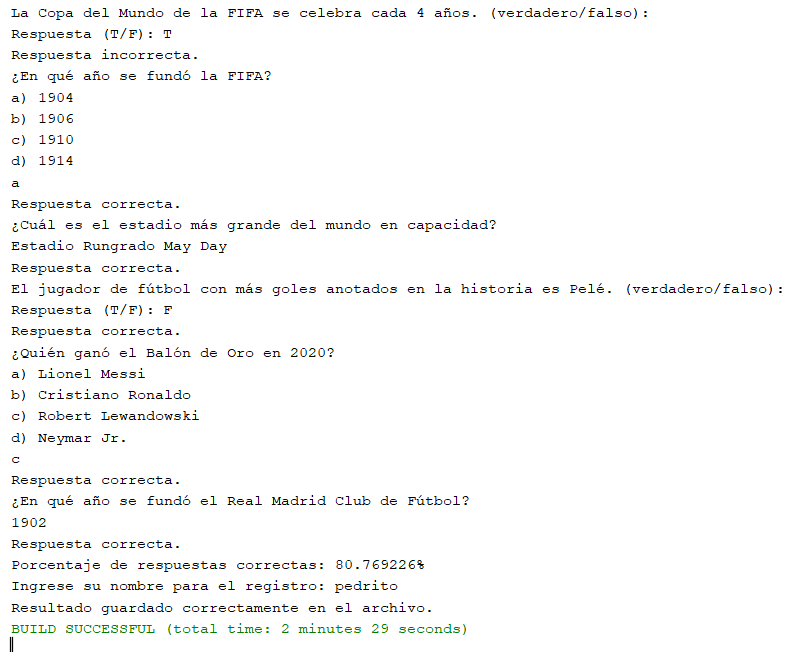 La Copa del Mundo de la FIFA se celebra cada 4 años. (verdadero/falso):
Respuesta (T/F): T
Respuesta incorrecta.
¿En qué año se fundó la FIFA?
a) 1904
b) 1906
c) 1910
d) 1914
a
Respuesta correcta.
¿Cuál es el estadio más grande del mundo en capacidad?
Estadio Rungrado May Day
Respuesta correcta.
El jugador de fútbol con más goles anotados en la historia es Pelé. (verdadero/falso):
Respuesta (T/F): F
Respuesta correcta.
¿Quién ganó el Balón de Oro en 2020?
a) Lionel Messi
b) Cristiano Ronaldo
c) Robert Lewandowski
d) Neymar Jr.
c
Respuesta correcta.
¿En qué año se fundó el Real Madrid Club de Fútbol?
1902
Respuesta correcta.
Porcentaje de respuestas correctas: 80.769226%
Ingrese su nombre para el registro: pedrito
Resultado guardado correctamente en el archivo.
BUILD SUCCESSFUL (total time: 2 minutes 29 seconds)